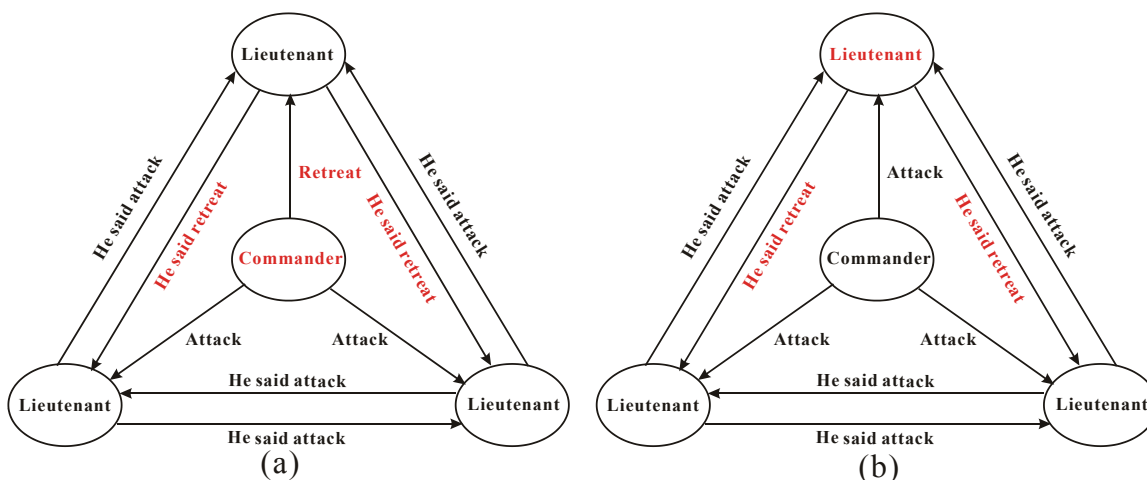 Lieutenant
He said attack
He said retreat
Retreat
He said retreat
He said attack
Commander
Attack
Attack
Lieutenant
He said attack
He said attack
Lieutenant
(a)
Lieutenant
He said attack
He said retreat
Attack
He said retreat
He said attack
Commander
Attack
Attack
Lieutenant
He said attack
He said attack
Lieutenant
(b)